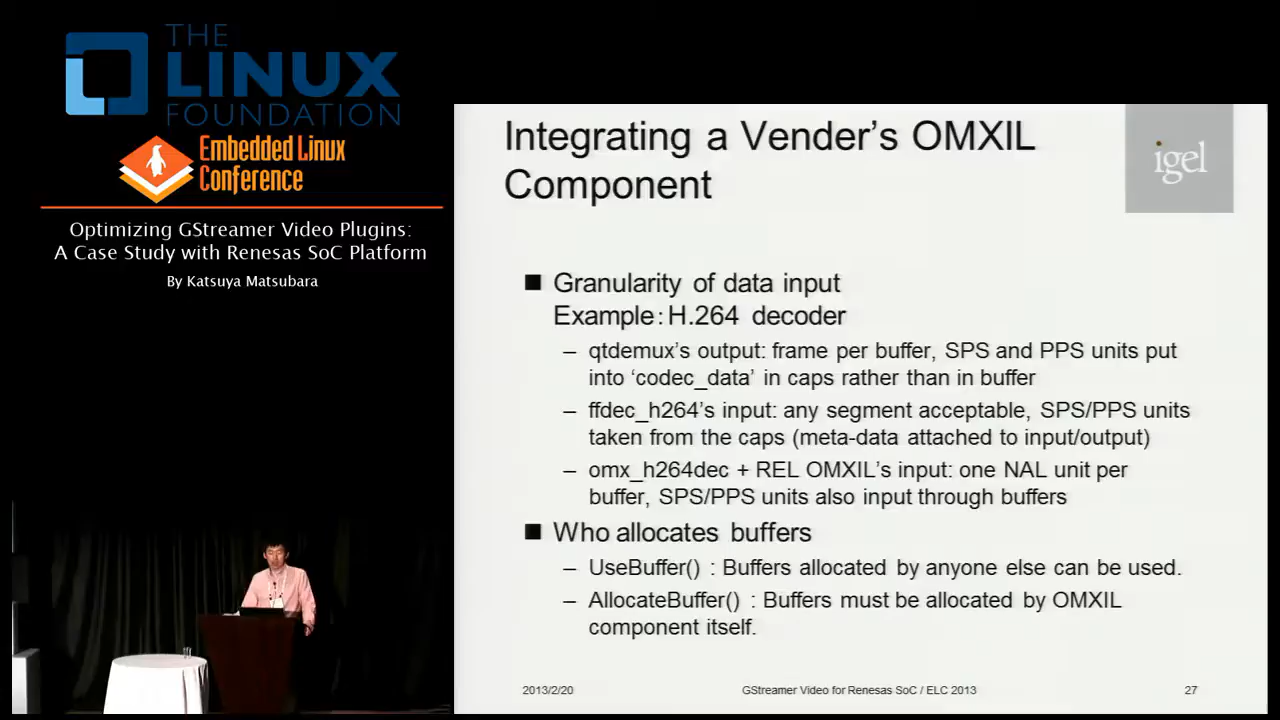 THE
LINUX
FOUNDATION
Embedded Linux
Conference
Optimizing GStreamer Video Plugins:
A Case Study with Renesas SoC Platform
By Katsuya Matsubara
Integrating a Vender's OMXIL
Component
igel
■ Granularity of data input
Example：H.264 decoder
– qtdemux's output: frame per buffer, SPS and PPS units put
into 'codec_data' in caps rather than in buffer
– ffdec_h264's input: any segment acceptable, SPS/PPS units
taken from the caps (meta-data attached to input/output)
– omx_h264dec + REL OMXIL's input: one NAL unit per
buffer, SPS/PPS units also input through buffers
■ Who allocates buffers
– UseBuffer() : Buffers allocated by anyone else can be used.
– AllocateBuffer() : Buffers must be allocated by OMXIL
component itself.
2013/2/20
GStreamer Video for Renesas SoC / ELC 2013
27